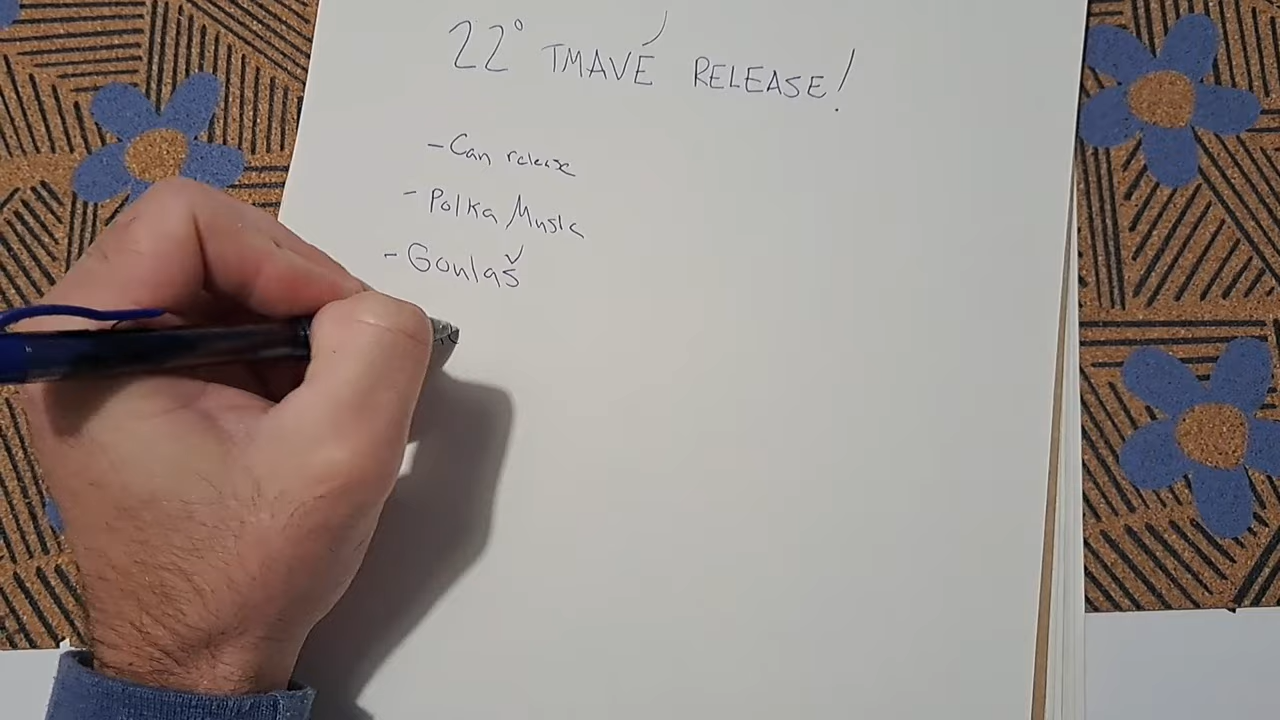 22° TMAVÉ RELEASE!
- Can release
- Polka Music
- Goulaš